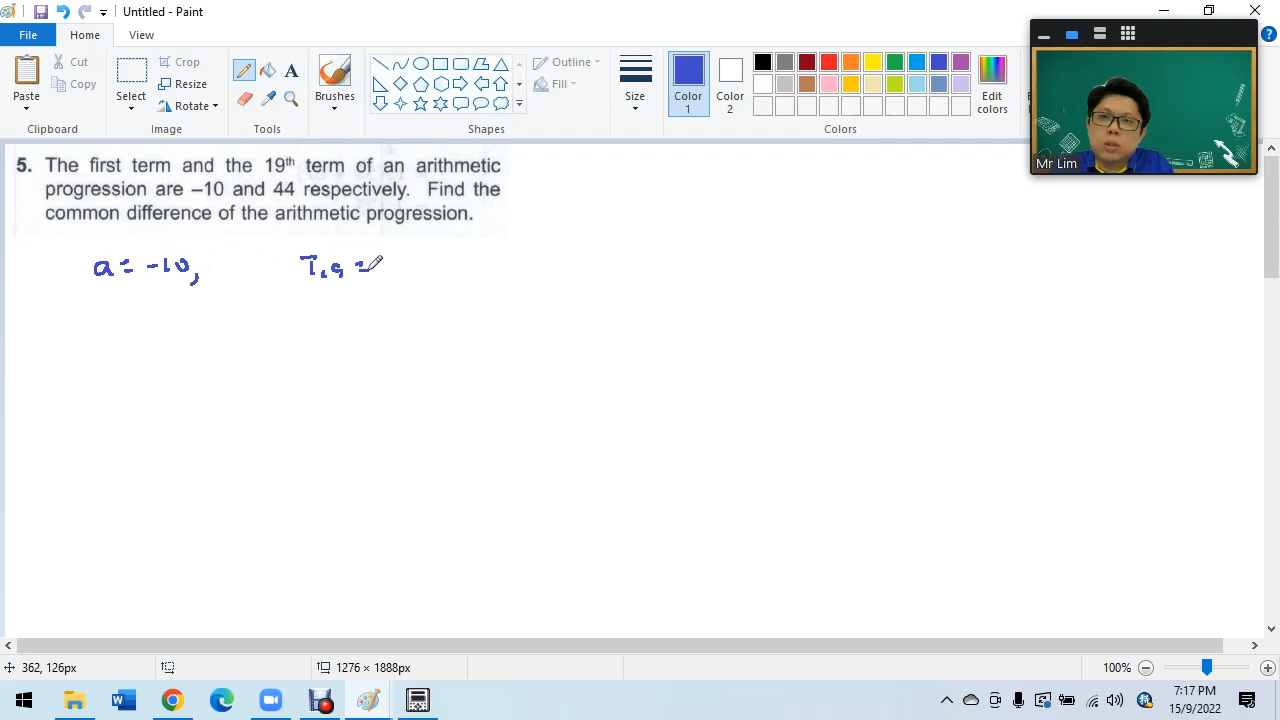 Untitled - Paint
File
Home
View
Paste
Cut
Copy
Clipboard
Select
Crop
Resize
Rotate
Image
A
Tools
Brushes
Shapes
Outline
Fill
Size
Color 1
Color 2
Edit colors
Colors
Mr Lim
5. The first term and the 19th term of an arithmetic
progression are –10 and 44 respectively. Find the
common difference of the arithmetic progression.
a = -10, T19 =
362, 126px
1276 × 1888px
100%
7:17 PM
15/9/2022